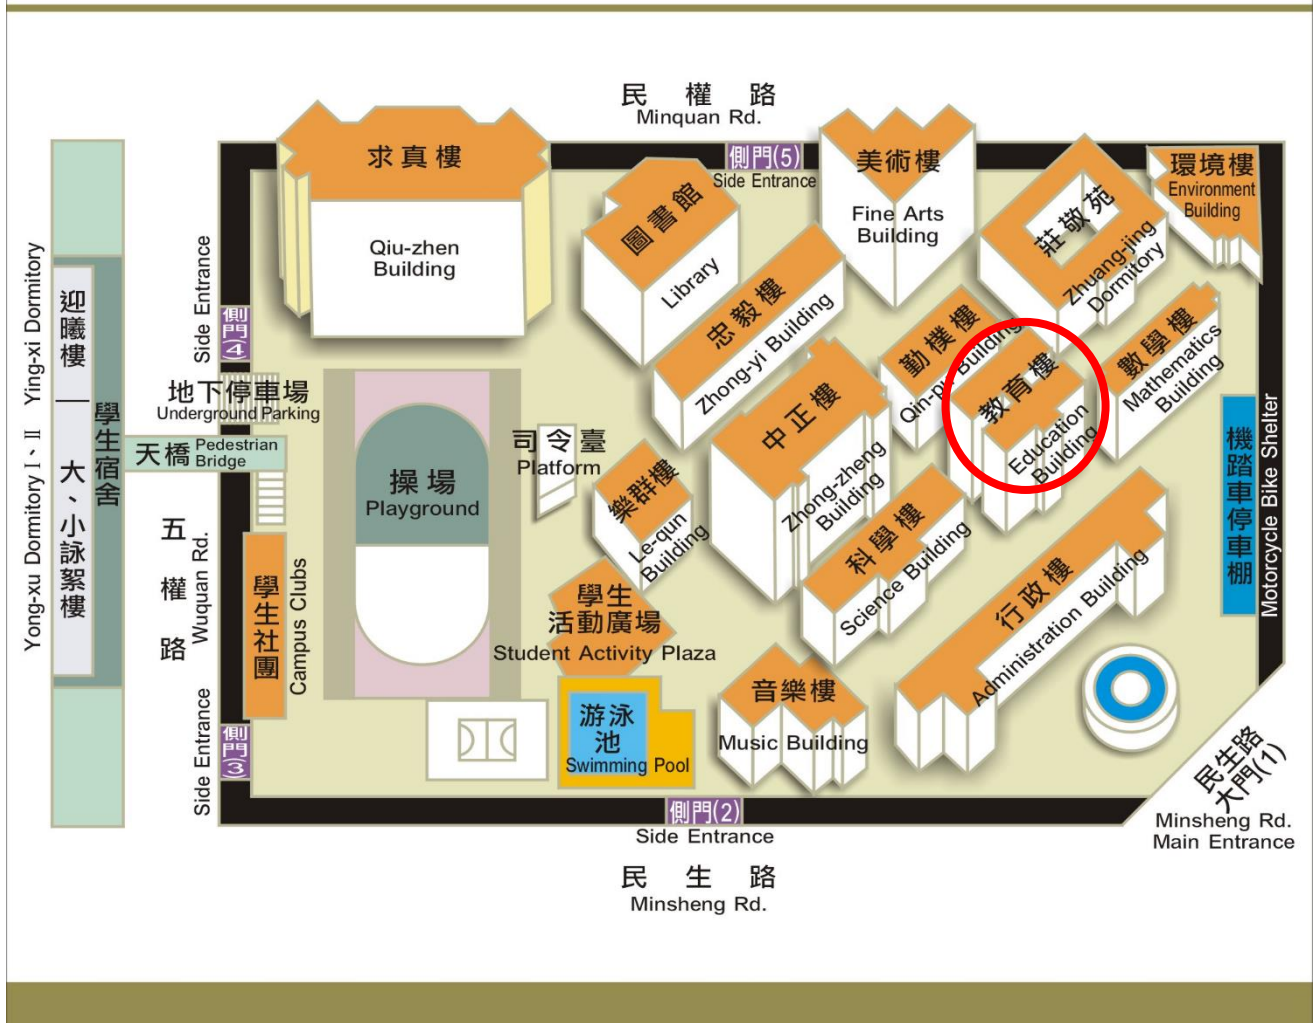 民權路
Minquan Rd.
側門(5)
Side Entrance
求真樓
Qiu-zhen
Building
圖書館
Library
美術樓
Fine Arts
Building
莊敬苑
Zhuang-jing
Dormitory
環境樓
Environment
Building
忠毅樓
Zhong-yi Building
勤樸樓
Qin-pu Building
教育樓
Education
Building
數學樓
Mathematics
Building
Side Entrance
側門(4)
地下停車場
Underground Parking
天橋
Pedestrian
Bridge
Ying-xi Dormitory
迎曦樓
Yong-xu Dormitory I、II
大、小詠絮樓
學生宿舍
五權路
Wuquan Rd.
學生社團
Campus Clubs
Side Entrance
側門(3)
操場
Playground
司令臺
Platform
樂群樓
Le-qun
Building
中正樓
Zhong-zheng
Building
科學樓
Science Building
行政樓
Administration Building
機踏車停車棚
Motorcycle Bike Shelter
學生
活動廣場
Student Activity Plaza
游泳
池
Swimming Pool
音樂樓
Music Building
民生路
大門(1)
Minsheng Rd.
Main Entrance
側門(2)
Side Entrance
民生路
Minsheng Rd.